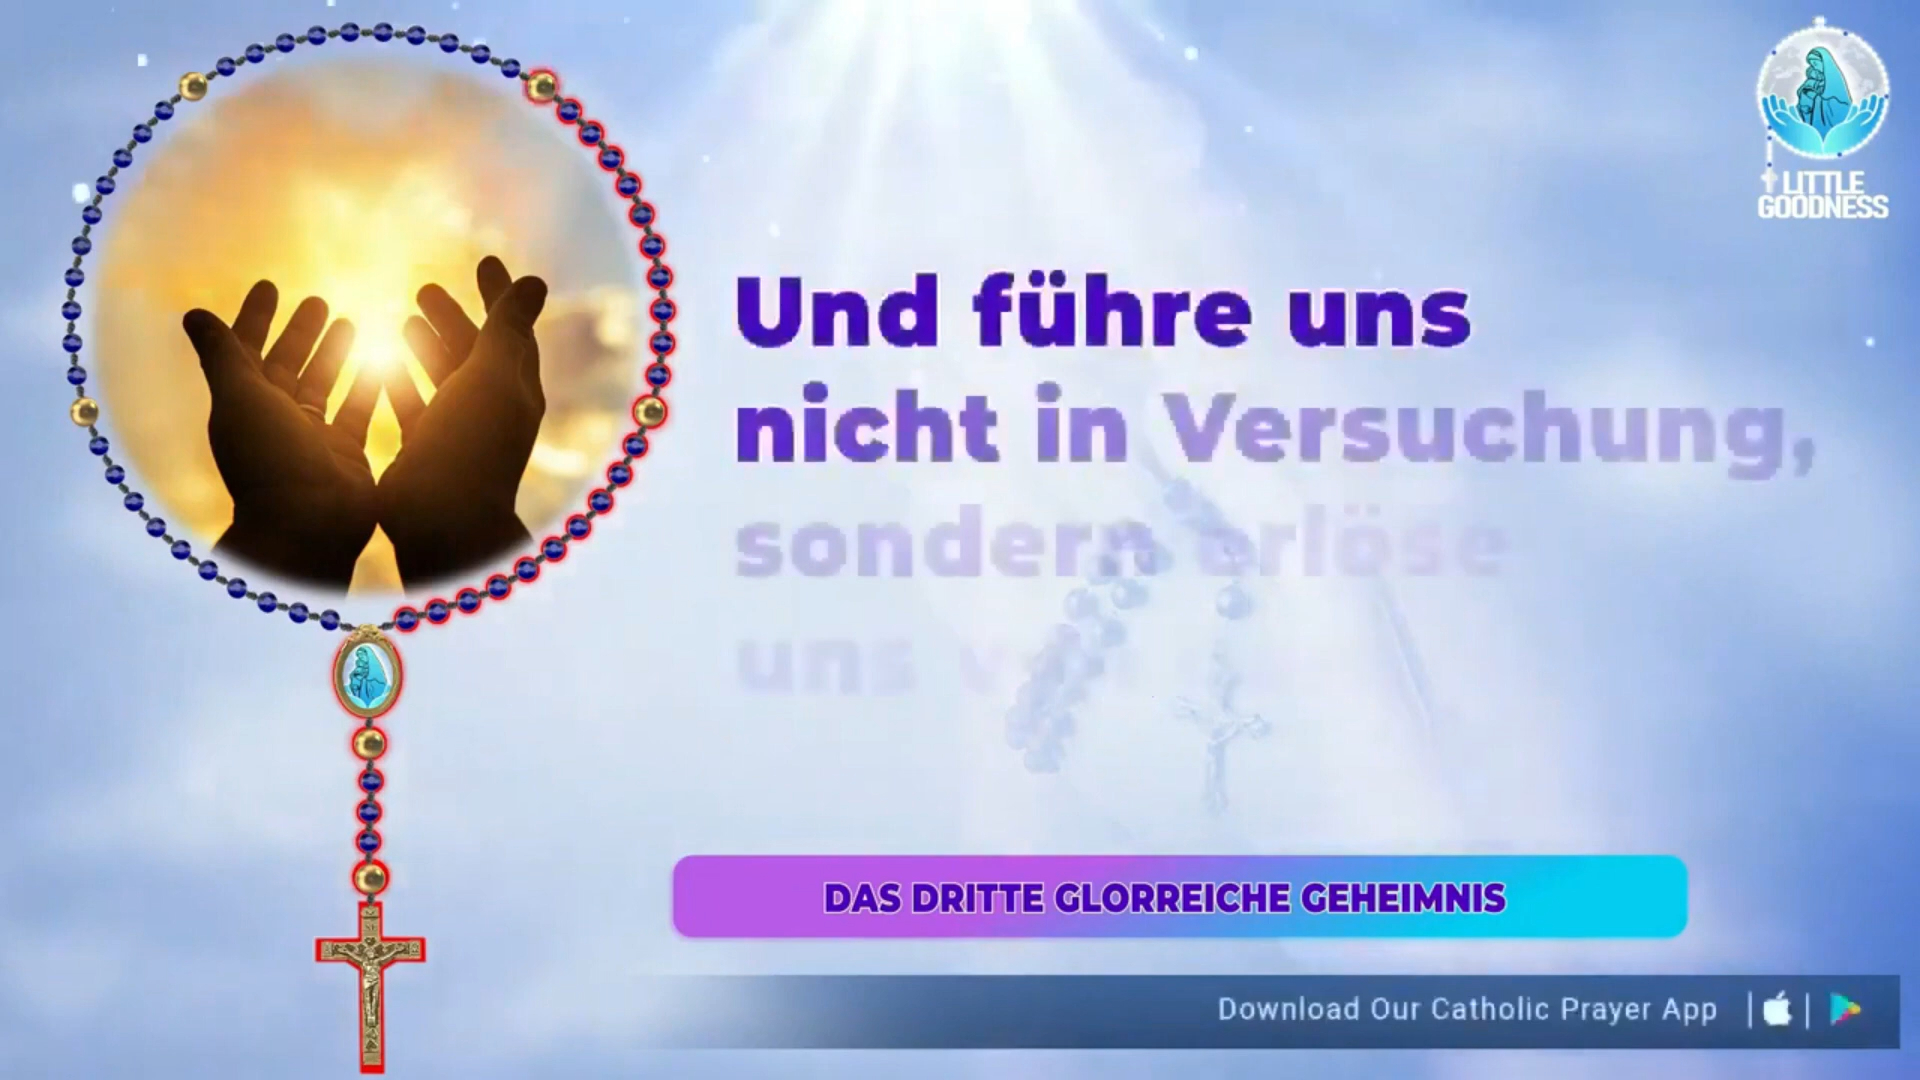 LITTLE
GOODNESS
Und führe uns
nicht in Versuchung,
sondern erlöse
uns
DAS DRITTE GLORREICHE GEHEIMNIS
Download Our Catholic Prayer App